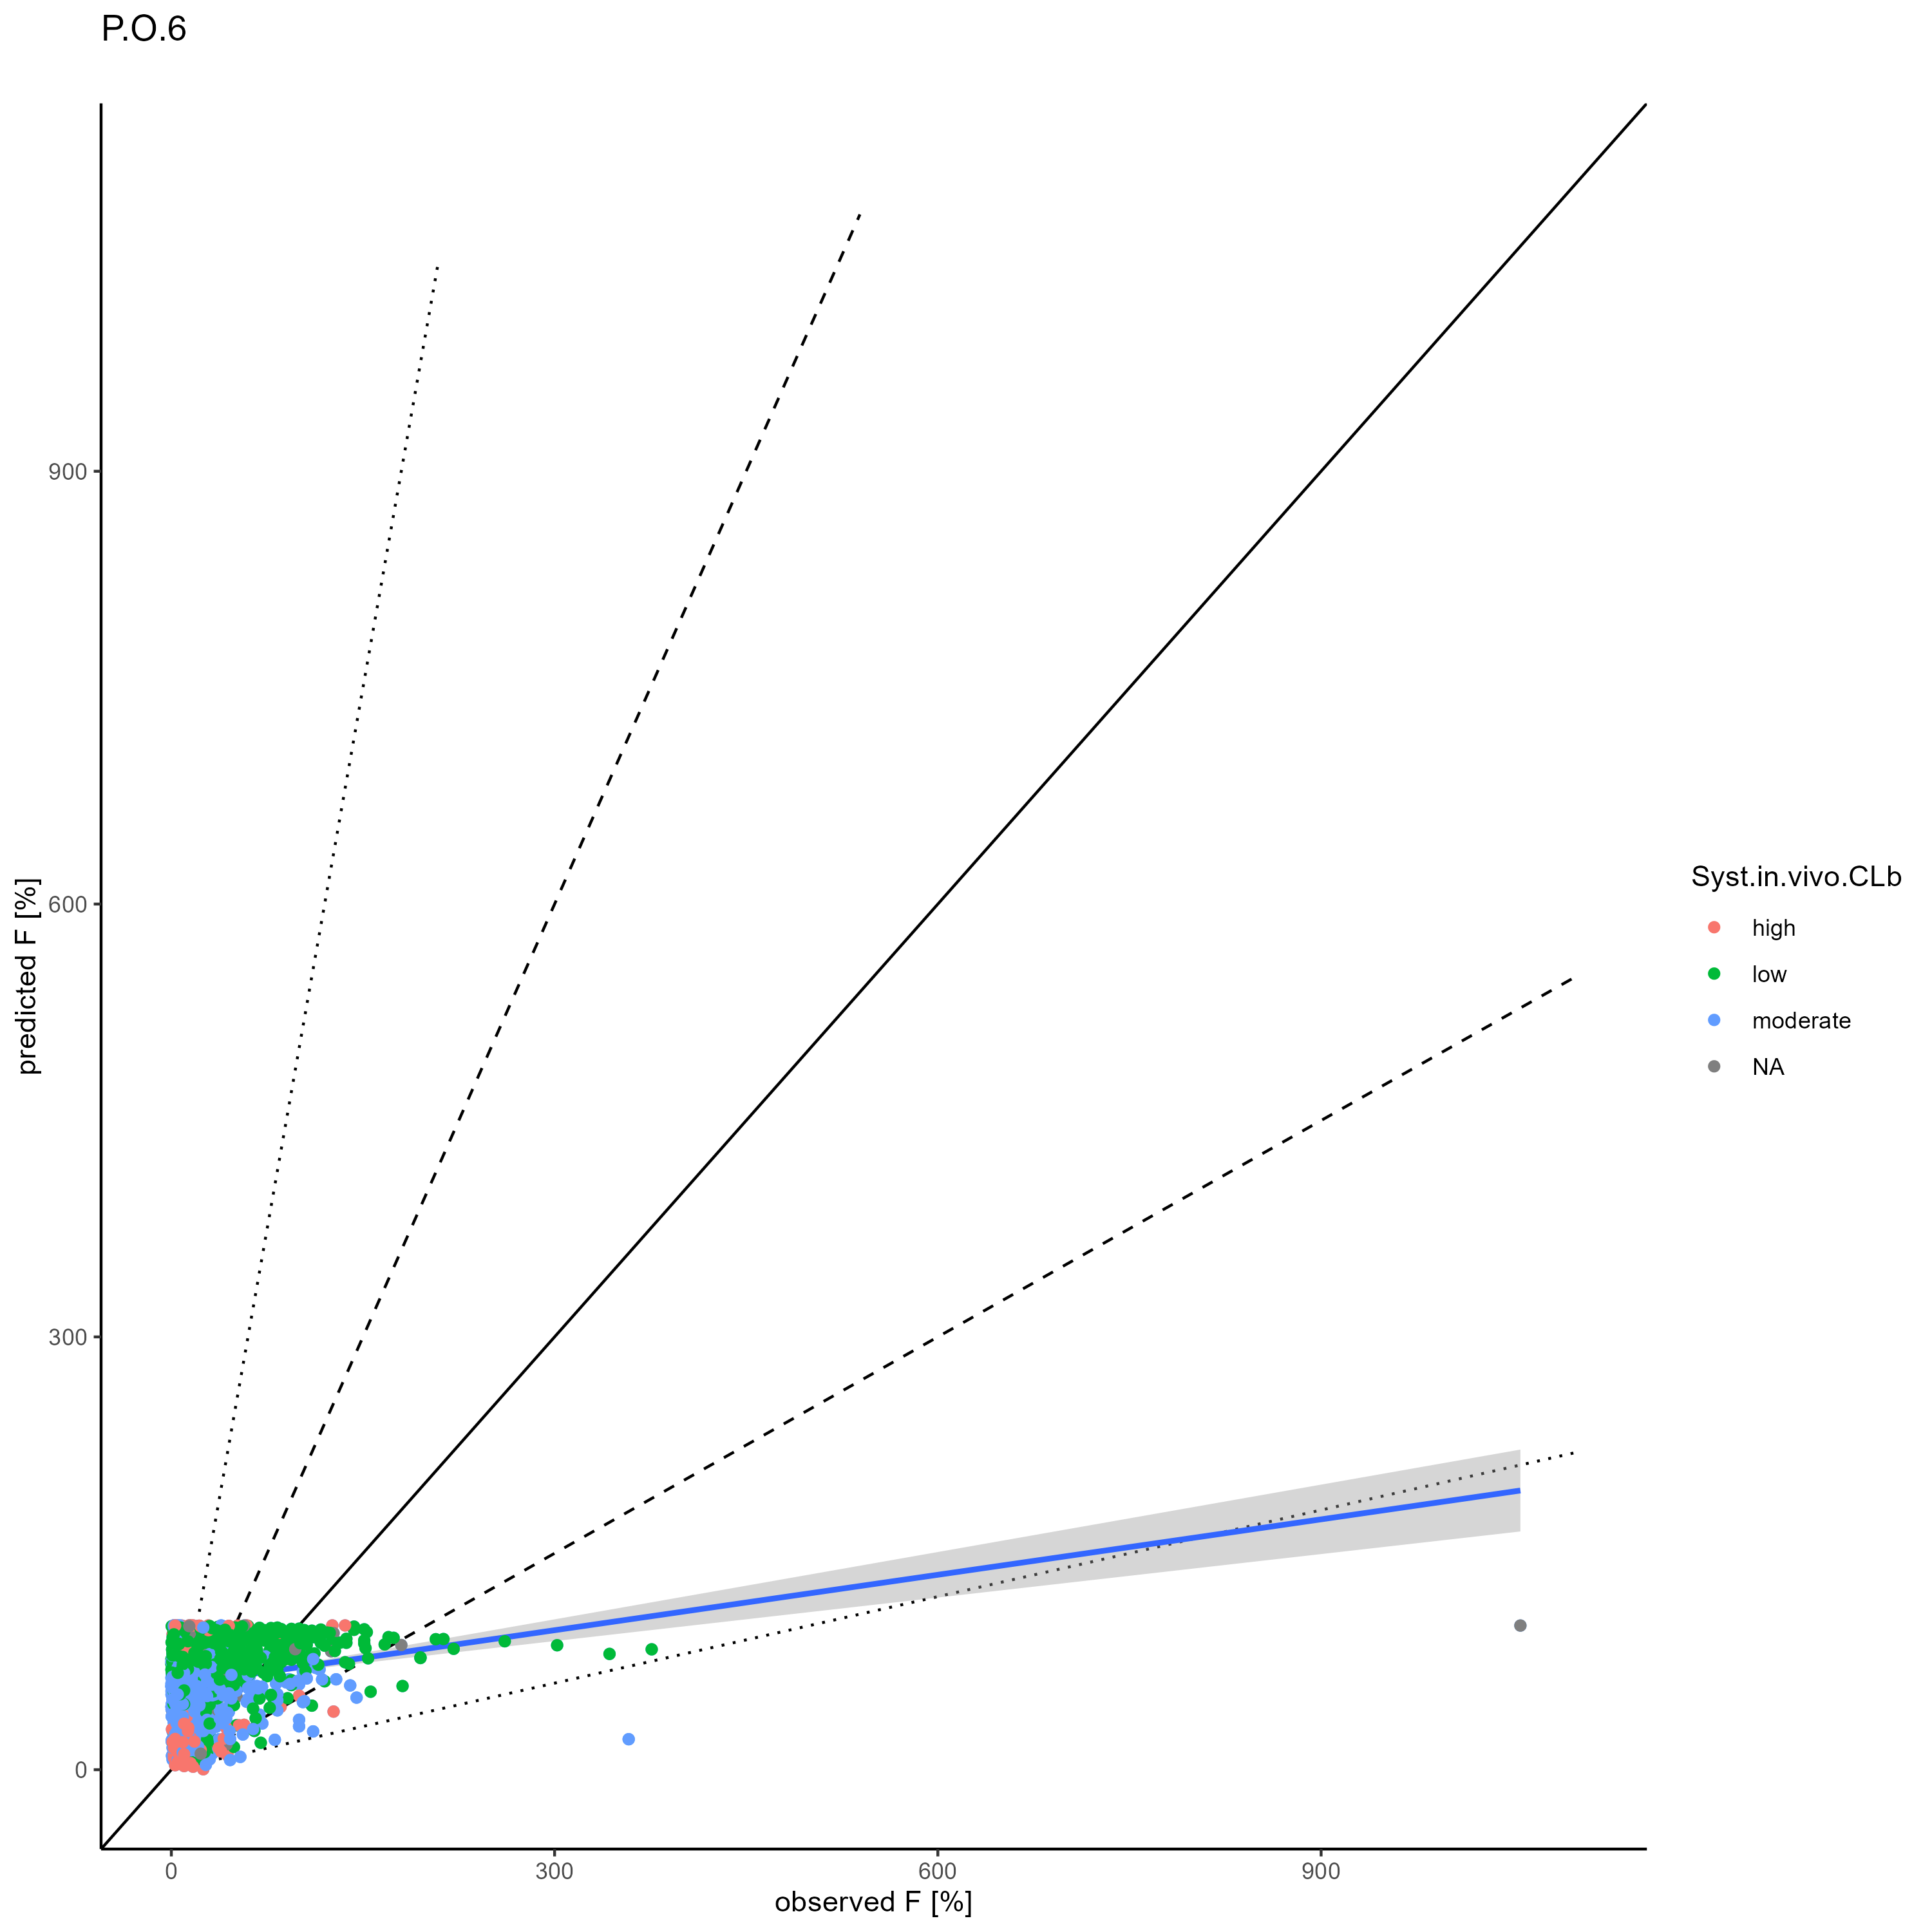 P.O.6
predicted F [%]
900
600
300
0
0 300 600 900
observed F [%]
Syst.in.vivo.CLb
high
low
moderate
NA